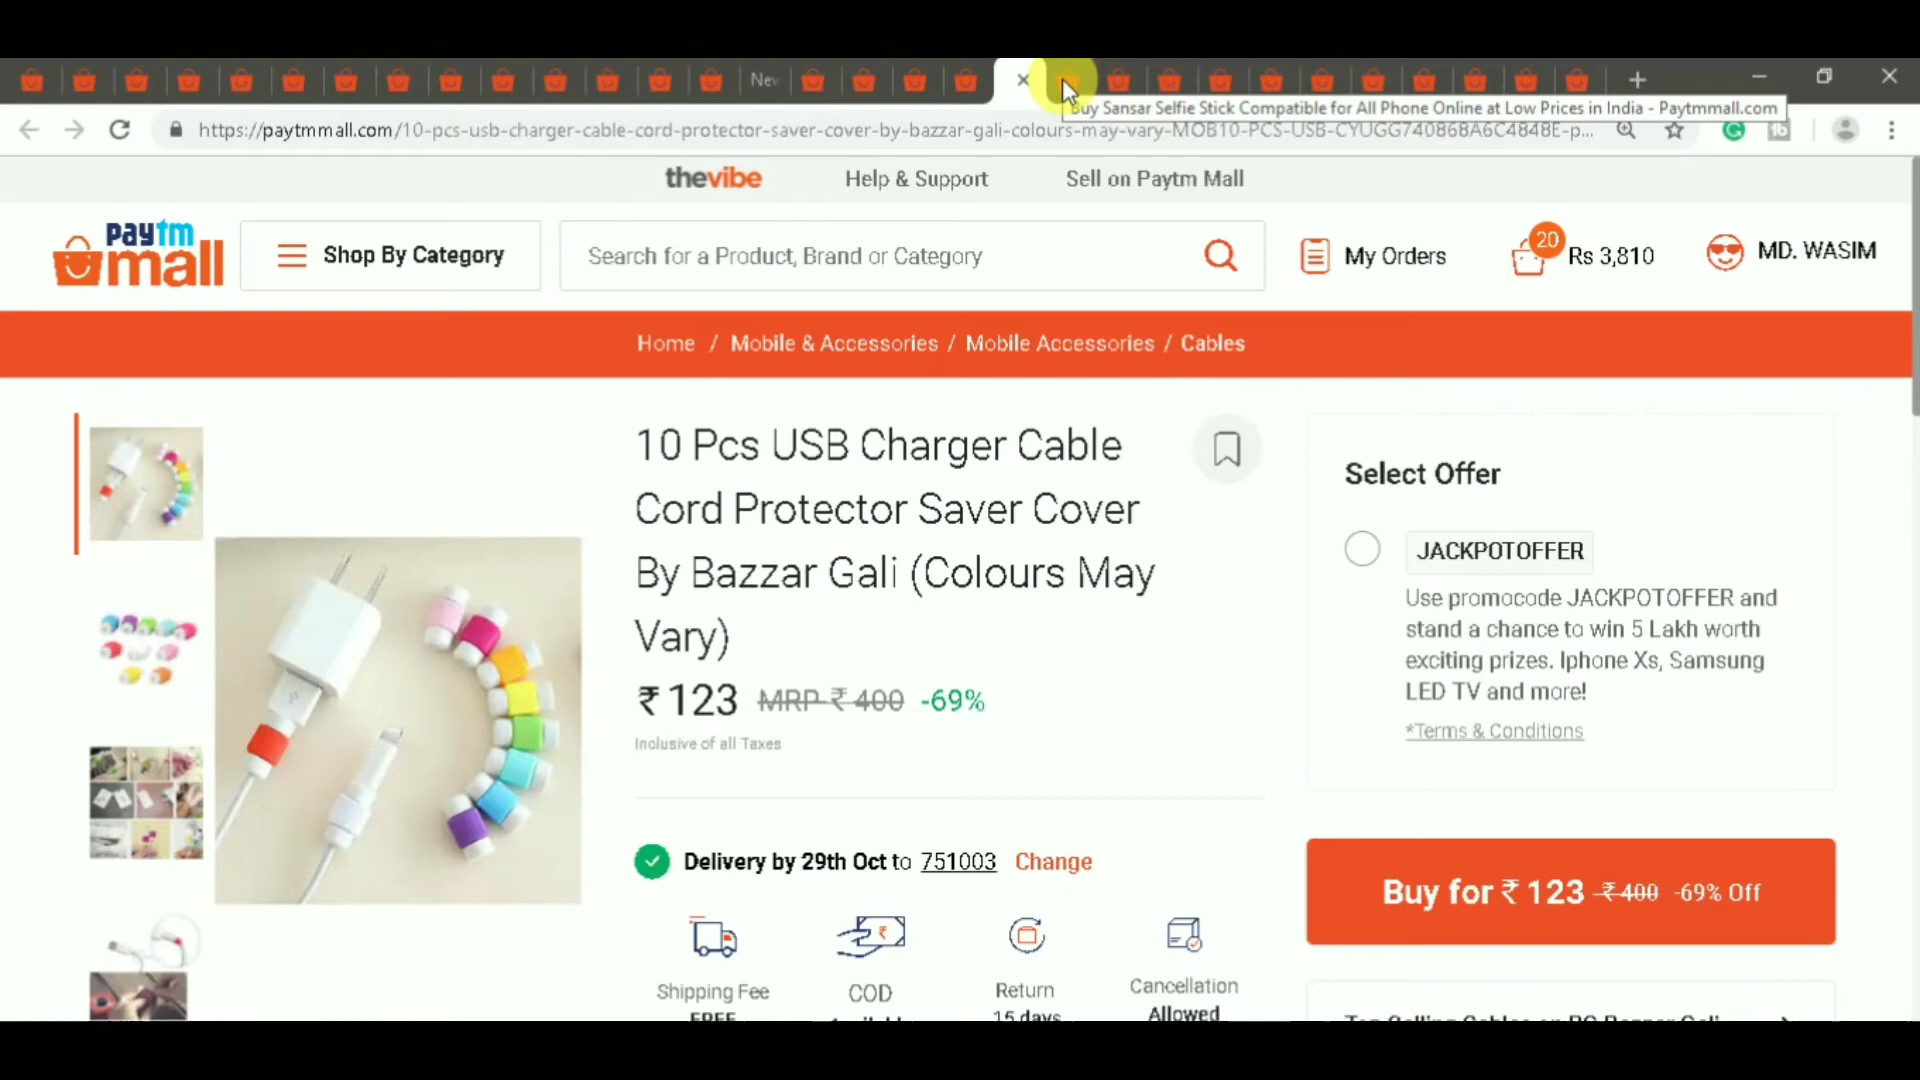 New
Buy Sansar Selfie Stick Compatible for All Phone Online at Low Prices in India - Paytmmall.com
https://paytmmall.com/10-pcs-usb-charger-cable-cord-protector-saver-cover-by-bazzar-gali-colours-may-vary-MOB10-PCS-USB-CYUGG740868A6C4848E-p...
thevibe
Help & Support
Sell on Paytm Mall
paytm
mall
Shop By Category
Search for a Product, Brand or Category
My Orders
20
Rs 3,810
MD. WASIM
Home / Mobile & Accessories / Mobile Accessories / Cables
10 Pcs USB Charger Cable
Cord Protector Saver Cover
By Bazzar Gali (Colours May
Vary)
₹123 MRP ₹400 -69%
Inclusive of all Taxes
Select Offer
JACKPOTOFFER
Use promocode JACKPOTOFFER and
stand a chance to win 5 Lakh worth
exciting prizes. Iphone Xs, Samsung
LED TV and more!
*Terms & Conditions
Delivery by 29th Oct to 751003 Change
Buy for ₹123 ₹400 -69% Off
Shipping Fee
FREE
COD
Return
15 days
Cancellation
Allowed